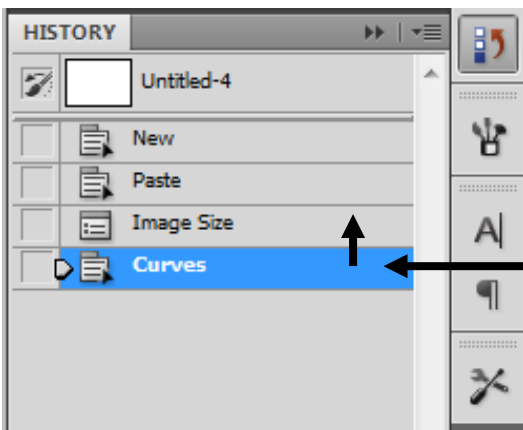 HISTORY
Untitled-4
New
Paste
Image Size
Curves